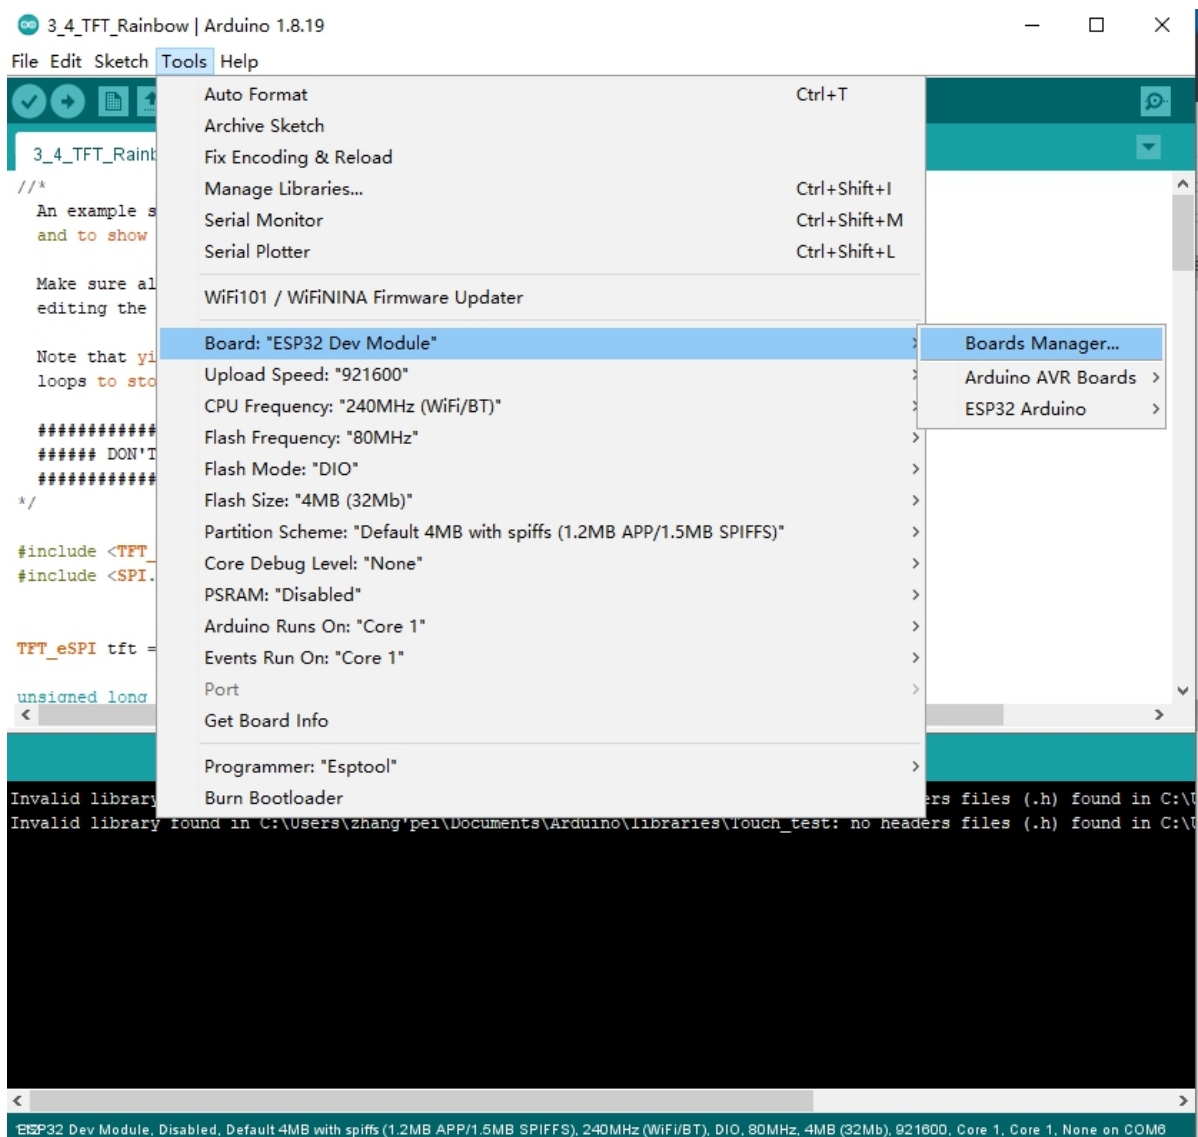 3_4_TFT_Rainbow | Arduino 1.8.19
File Edit Sketch Tools Help
Auto Format Ctrl+T
Archive Sketch
3_4_TFT_Rainb
Fix Encoding & Reload
//*
Manage Libraries... Ctrl+Shift+I
An example s
Serial Monitor Ctrl+Shift+M
and to show
Serial Plotter Ctrl+Shift+L
Make sure al
WiFi101 / WiFiNINA Firmware Updater
editing the
Board: "ESP32 Dev Module"
Boards Manager...
Note that yi
Upload Speed: "921600"
Arduino AVR Boards
loops to sto
CPU Frequency: "240MHz (WiFi/BT)"
ESP32 Arduino
############
Flash Frequency: "80MHz"
###### DON'T
Flash Mode: "DIO"
############
*/
Flash Size: "4MB (32Mb)"
Partition Scheme: "Default 4MB with spiffs (1.2MB APP/1.5MB SPIFFS)"
#include <TFT_
Core Debug Level: "None"
#include <SPI.
PSRAM: "Disabled"
Arduino Runs On: "Core 1"
TFT_eSPI tft =
Events Run On: "Core 1"
Port
unsigned long
Get Board Info
Programmer: "Esptool"
Burn Bootloader
Invalid library ers files (.h) found in C:\U
Invalid library found in C:\Users\zhang'pei\Documents\Arduino\libraries\Touch_test: no headers files (.h) found in C:\U
ESP32 Dev Module, Disabled, Default 4MB with spiffs (1.2MB APP/1.5MB SPIFFS), 240MHz (WiFi/BT), DIO, 80MHz, 4MB (32Mb), 921600, Core 1, Core 1, None on COM6